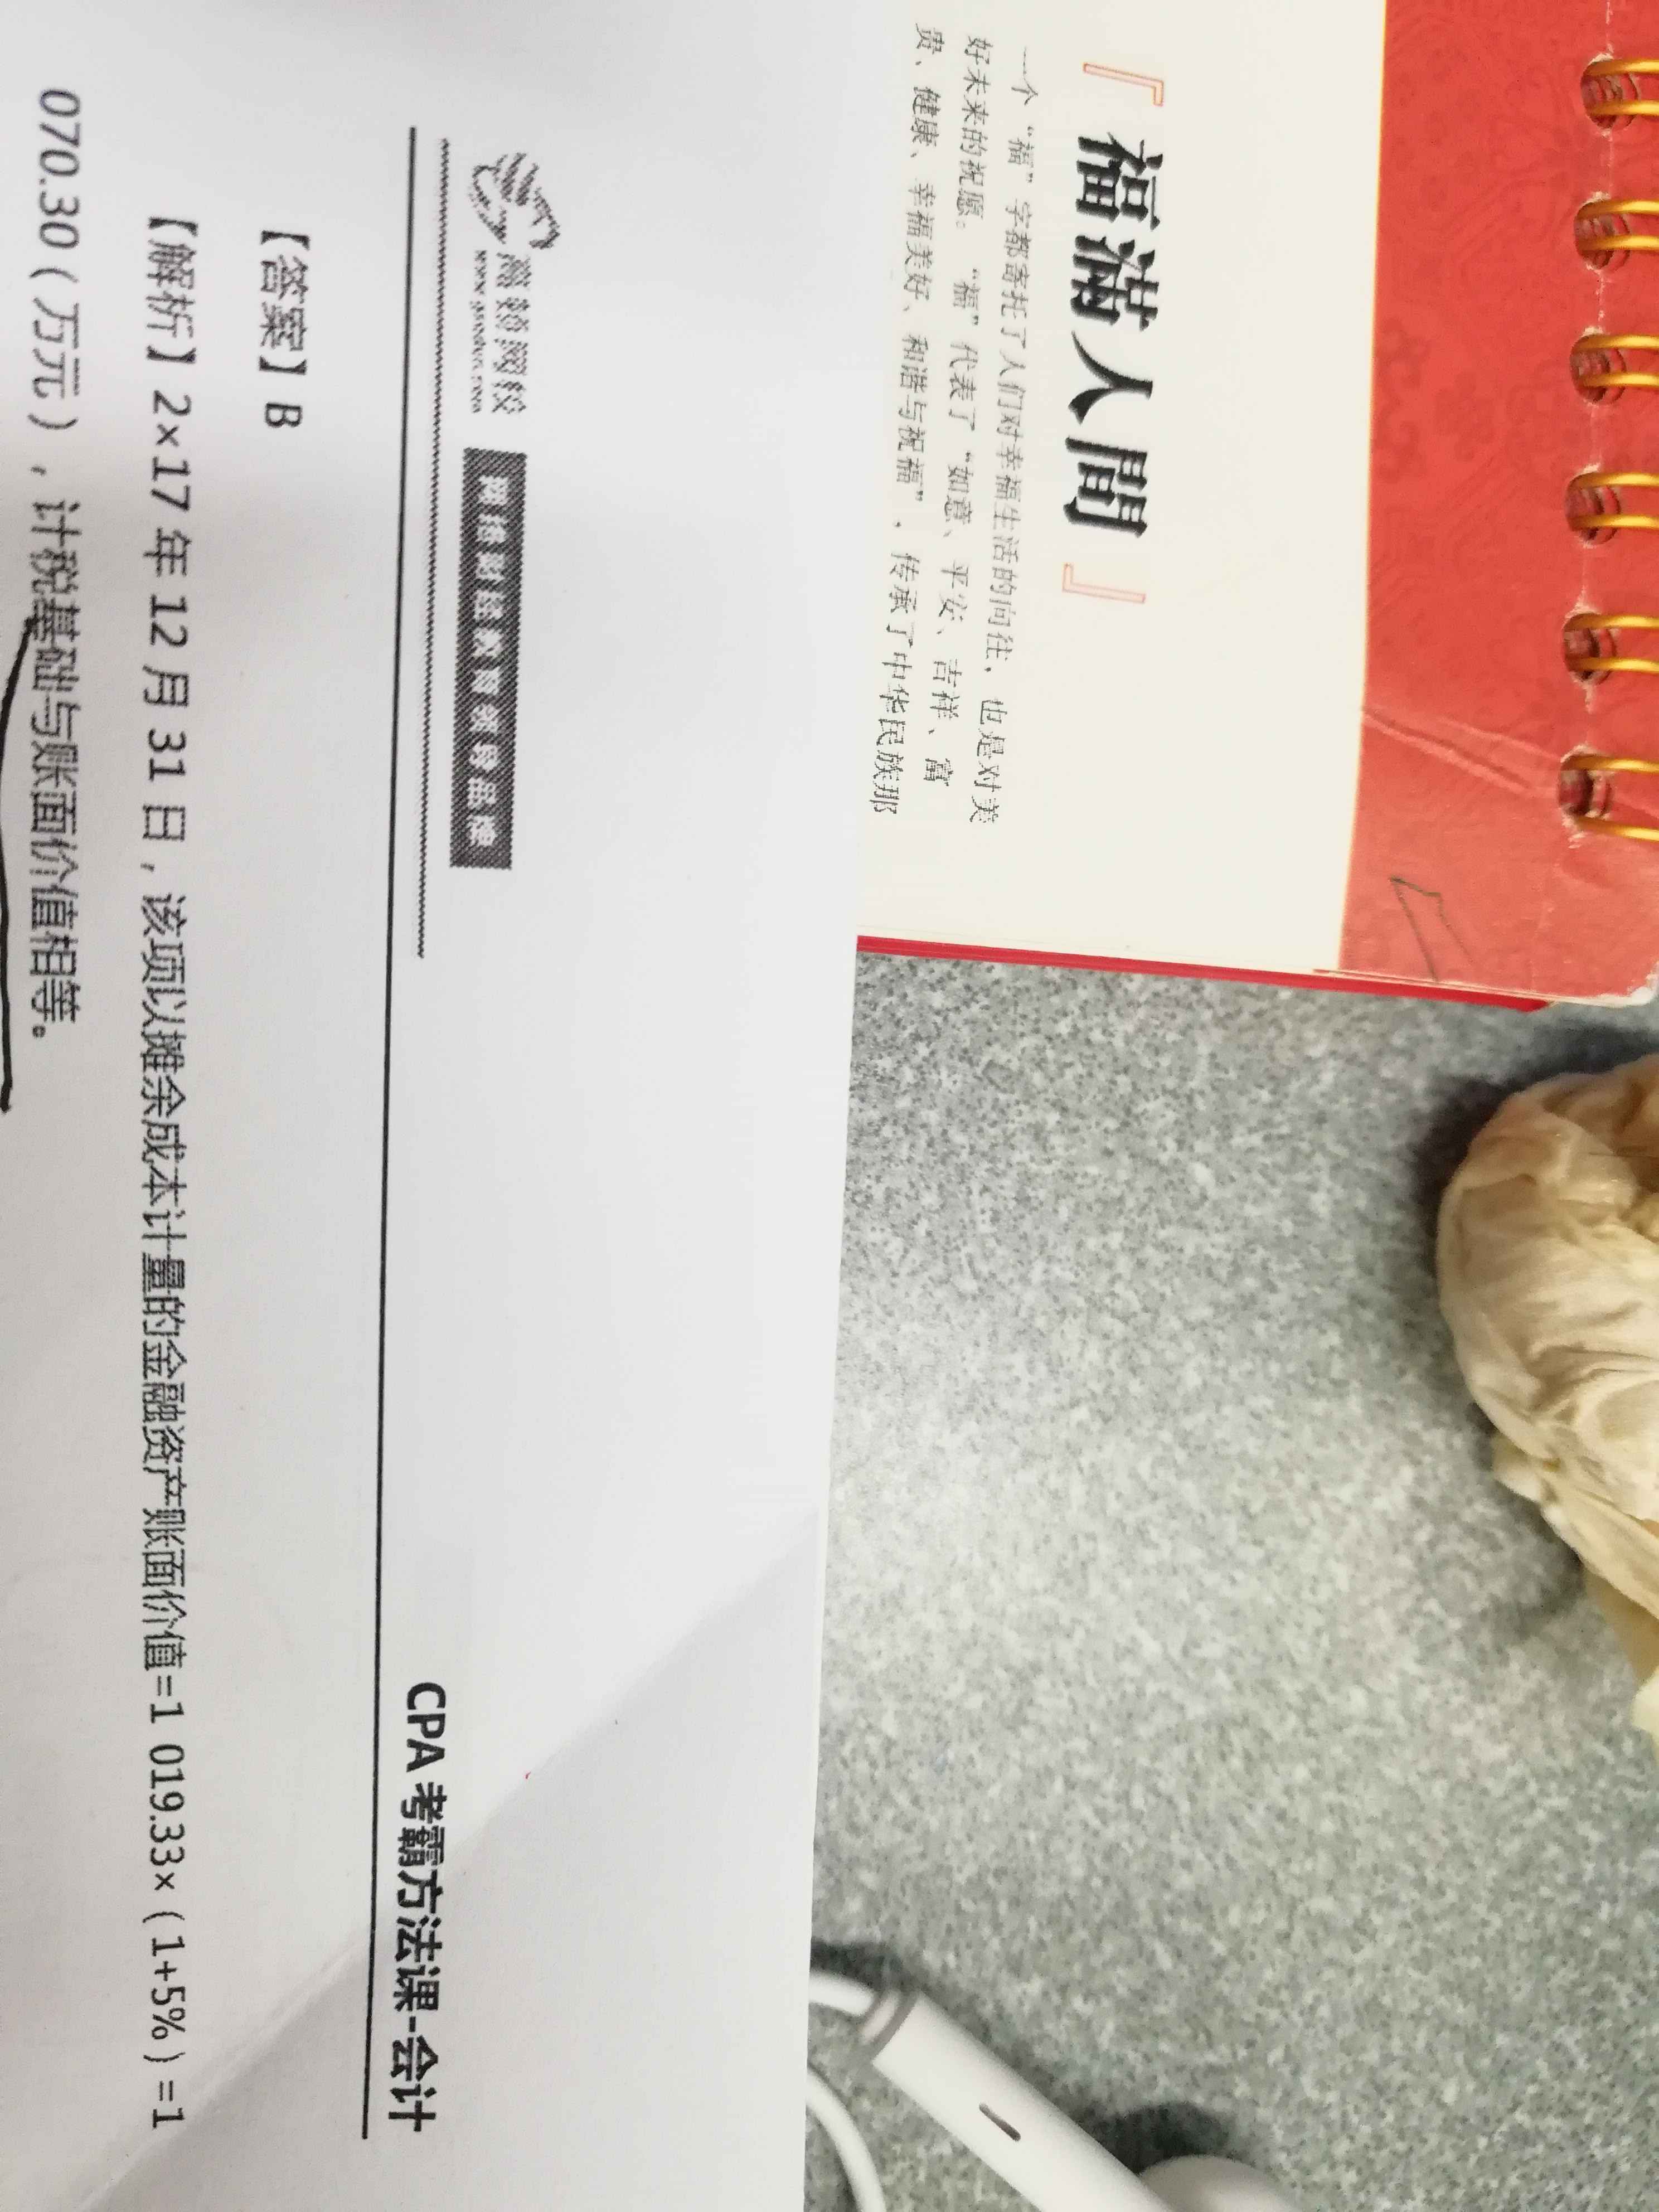 『福满人間』
一个“福”字都寄托了人们对幸福生活的向往，也是对美
好未来的祝愿。“福”代表了“如意、平安、吉祥、富
贵、健康、幸福美好、和谐与祝福”，传承了中华民族那
高顿网校
CPA 考霸方法课-会计
【答案】B
【解析】2×17 年 12 月 31 日，该项以摊余成本计量的金融资产账面价值=1 019.33×（1+5%）=1
070.30（万元），计税基础与账面价值相等。